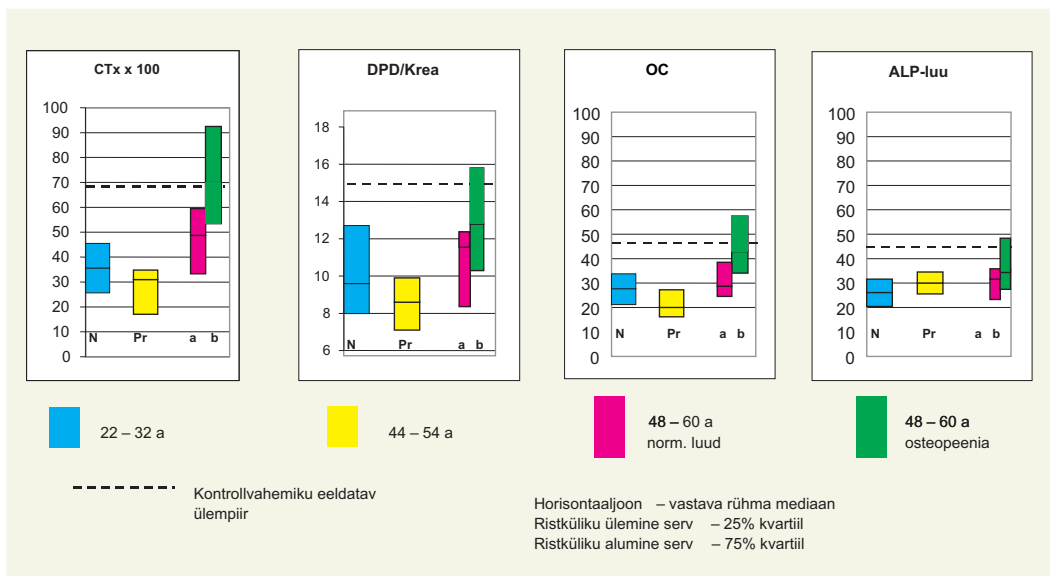 CTx x 100
100
90
80
70
60
50
40
30
20
10
0
N Pr a b
DPD/Krea
18
16
14
12
10
8
6
N Pr a b
OC
100
90
80
70
60
50
40
30
20
10
0
N Pr a b
ALP-luu
100
90
80
70
60
50
40
30
20
10
0
N Pr a b
22 – 32 a
44 – 54 a
48 – 60 a
norm. luud
48 – 60 a
osteopeenia
Kontrollvahemiku eeldatav
ülempiir
Horisontaaljoon – vastava rühma mediaan
Ristküliku ülemine serv – 25% kvartiil
Ristküliku alumine serv – 75% kvartiil